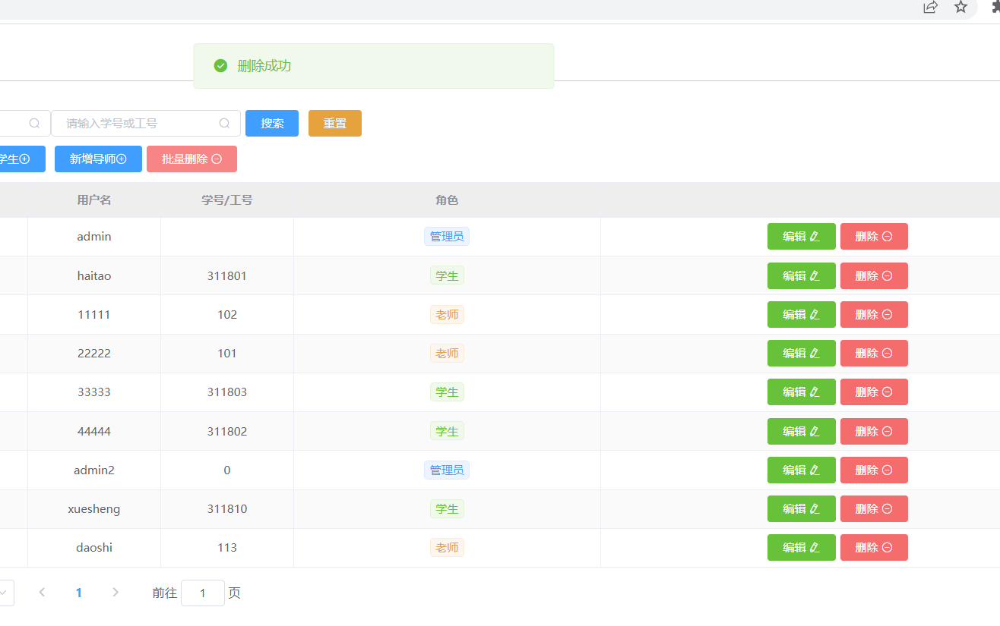 删除成功
请输入学号或工号 搜索 重置
学生 新增导师 批量删除
用户名 学号/工号 角色
admin 管理员 编辑 删除
haitao 311801 学生 编辑 删除
11111 102 老师 编辑 删除
22222 101 老师 编辑 删除
33333 311803 学生 编辑 删除
44444 311802 学生 编辑 删除
admin2 0 管理员 编辑 删除
xuesheng 311810 学生 编辑 删除
daoshi 113 老师 编辑 删除
1 前往 1 页